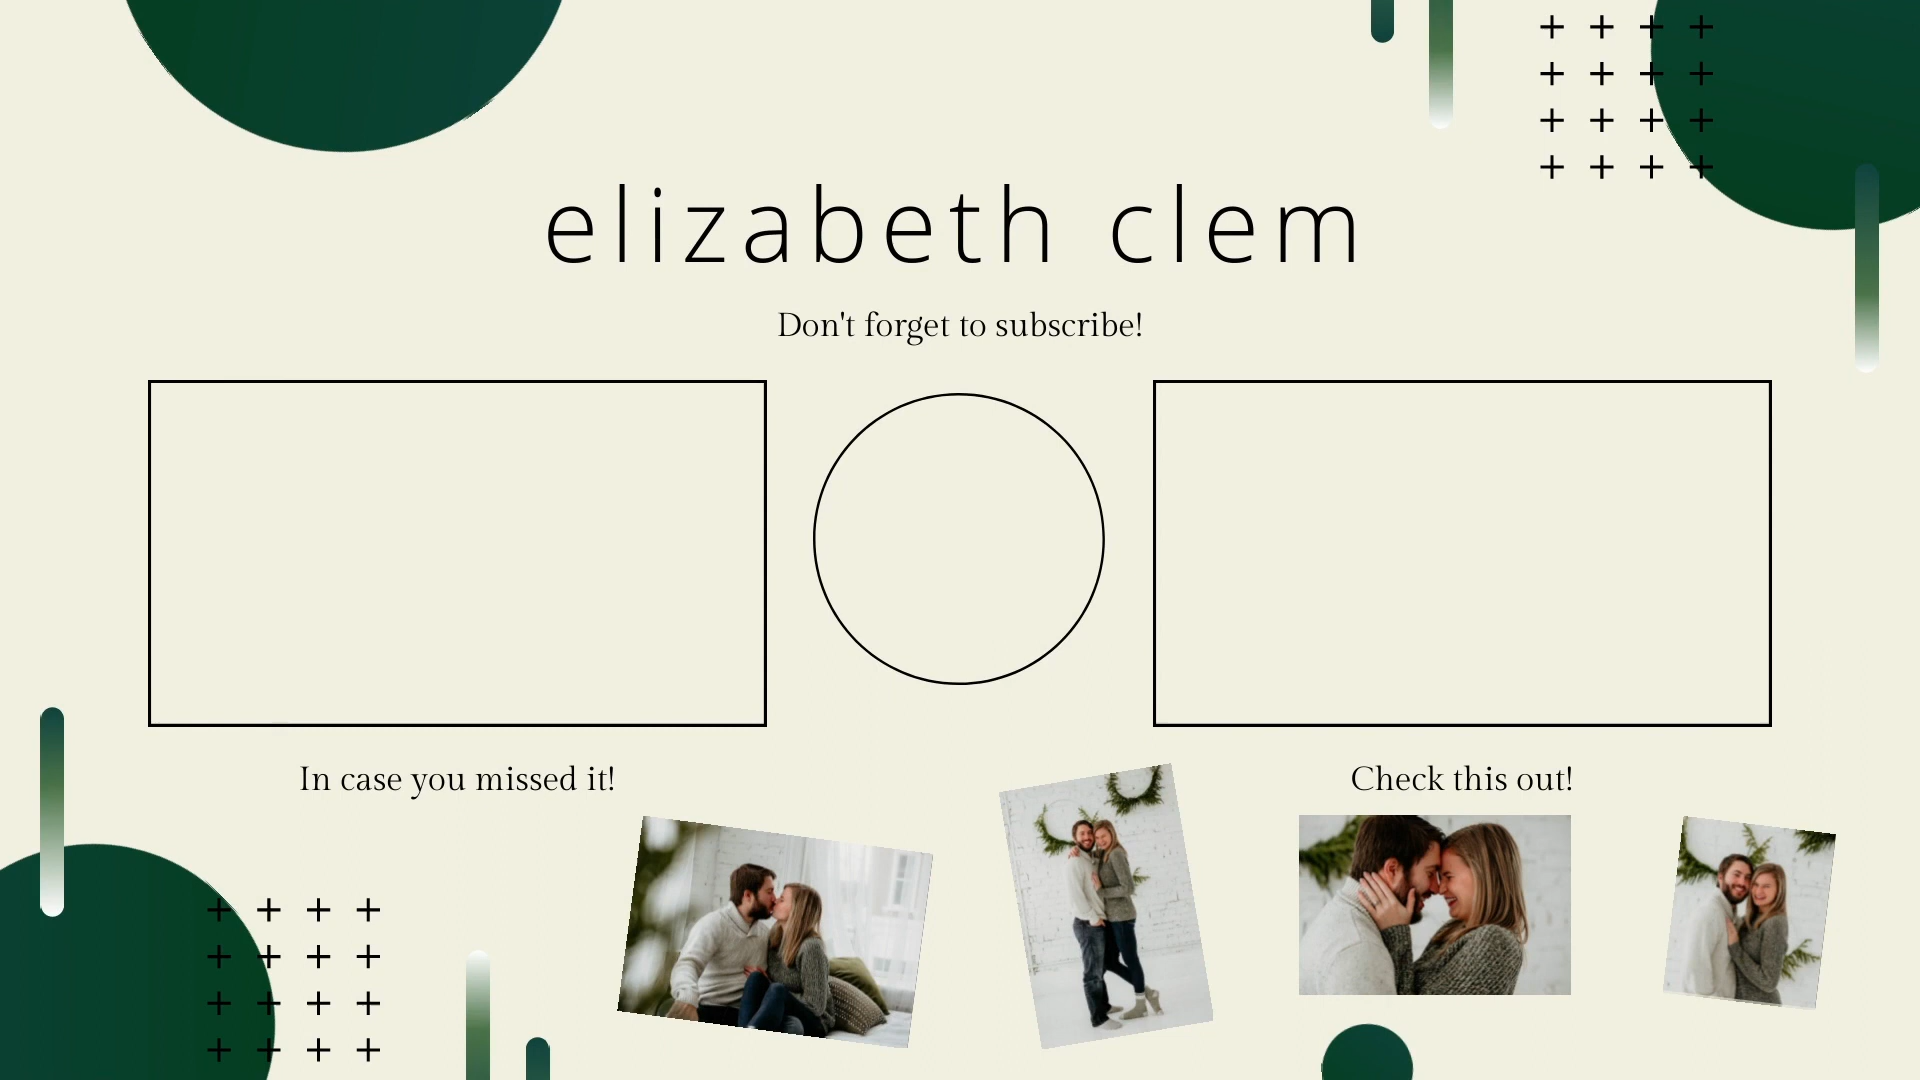 elizabeth clem
Don't forget to subscribe!
In case you missed it!
Check this out!